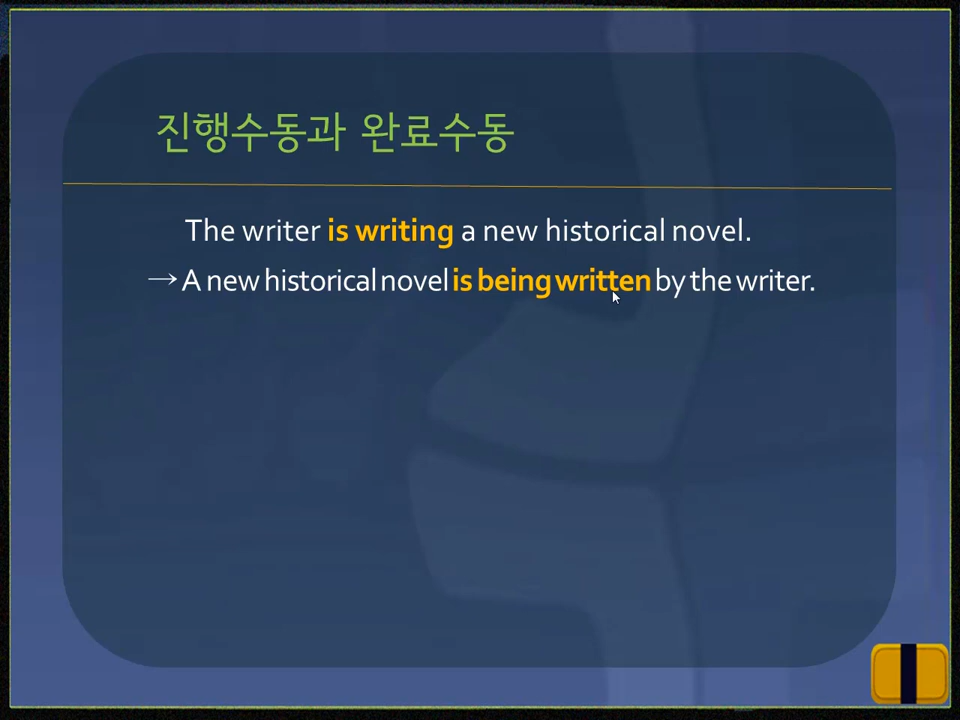 진행수동과 완료수동
The writer is writing a new historical novel.
→ A new historical novel is being written by the writer.